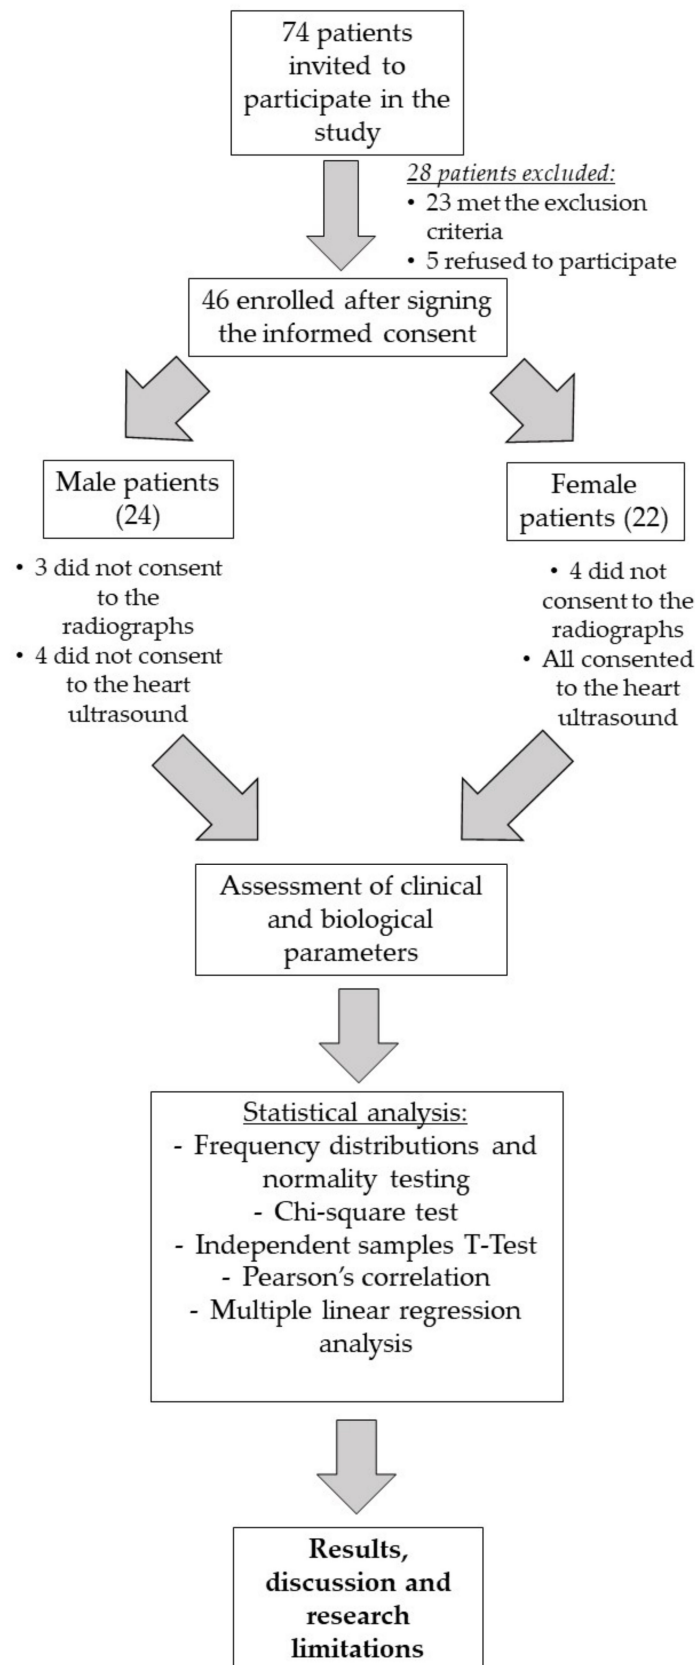 74 patients
invited to
participate in the
study
28 patients excluded:
• 23 met the exclusion
criteria
• 5 refused to participate
46 enrolled after signing
the informed consent
Male patients
(24)
Female
patients (22)
• 3 did not consent
to the
radiographs
• 4 did not consent
to the heart
ultrasound
• 4 did not
consent to the
radiographs
• All consented
to the heart
ultrasound
Assessment of clinical
and biological
parameters
Statistical analysis:
- Frequency distributions and
normality testing
- Chi-square test
- Independent samples T-Test
- Pearson's correlation
- Multiple linear regression
analysis
Results,
discussion and
research
limitations